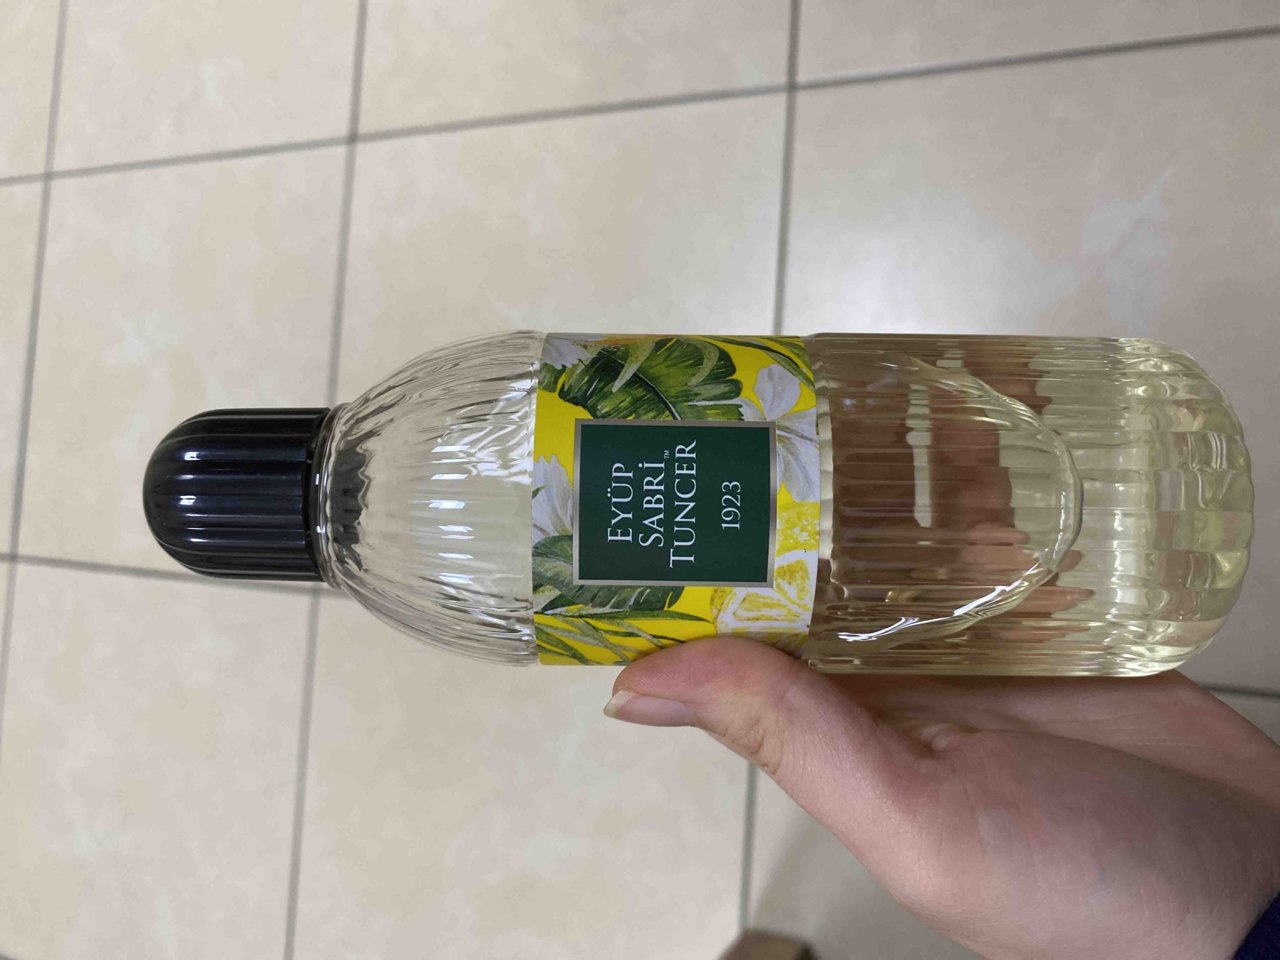 EYÜP
SABRİ™
TUNCER
1923